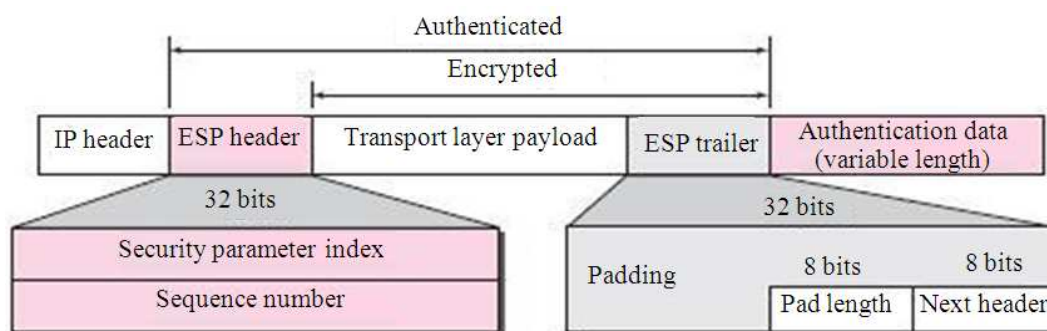 Authenticated
Encrypted
IP header
ESP header
Transport layer payload
ESP trailer
Authentication data
(variable length)
32 bits
32 bits
Security parameter index
Sequence number
Padding
8 bits
8 bits
Pad length
Next header